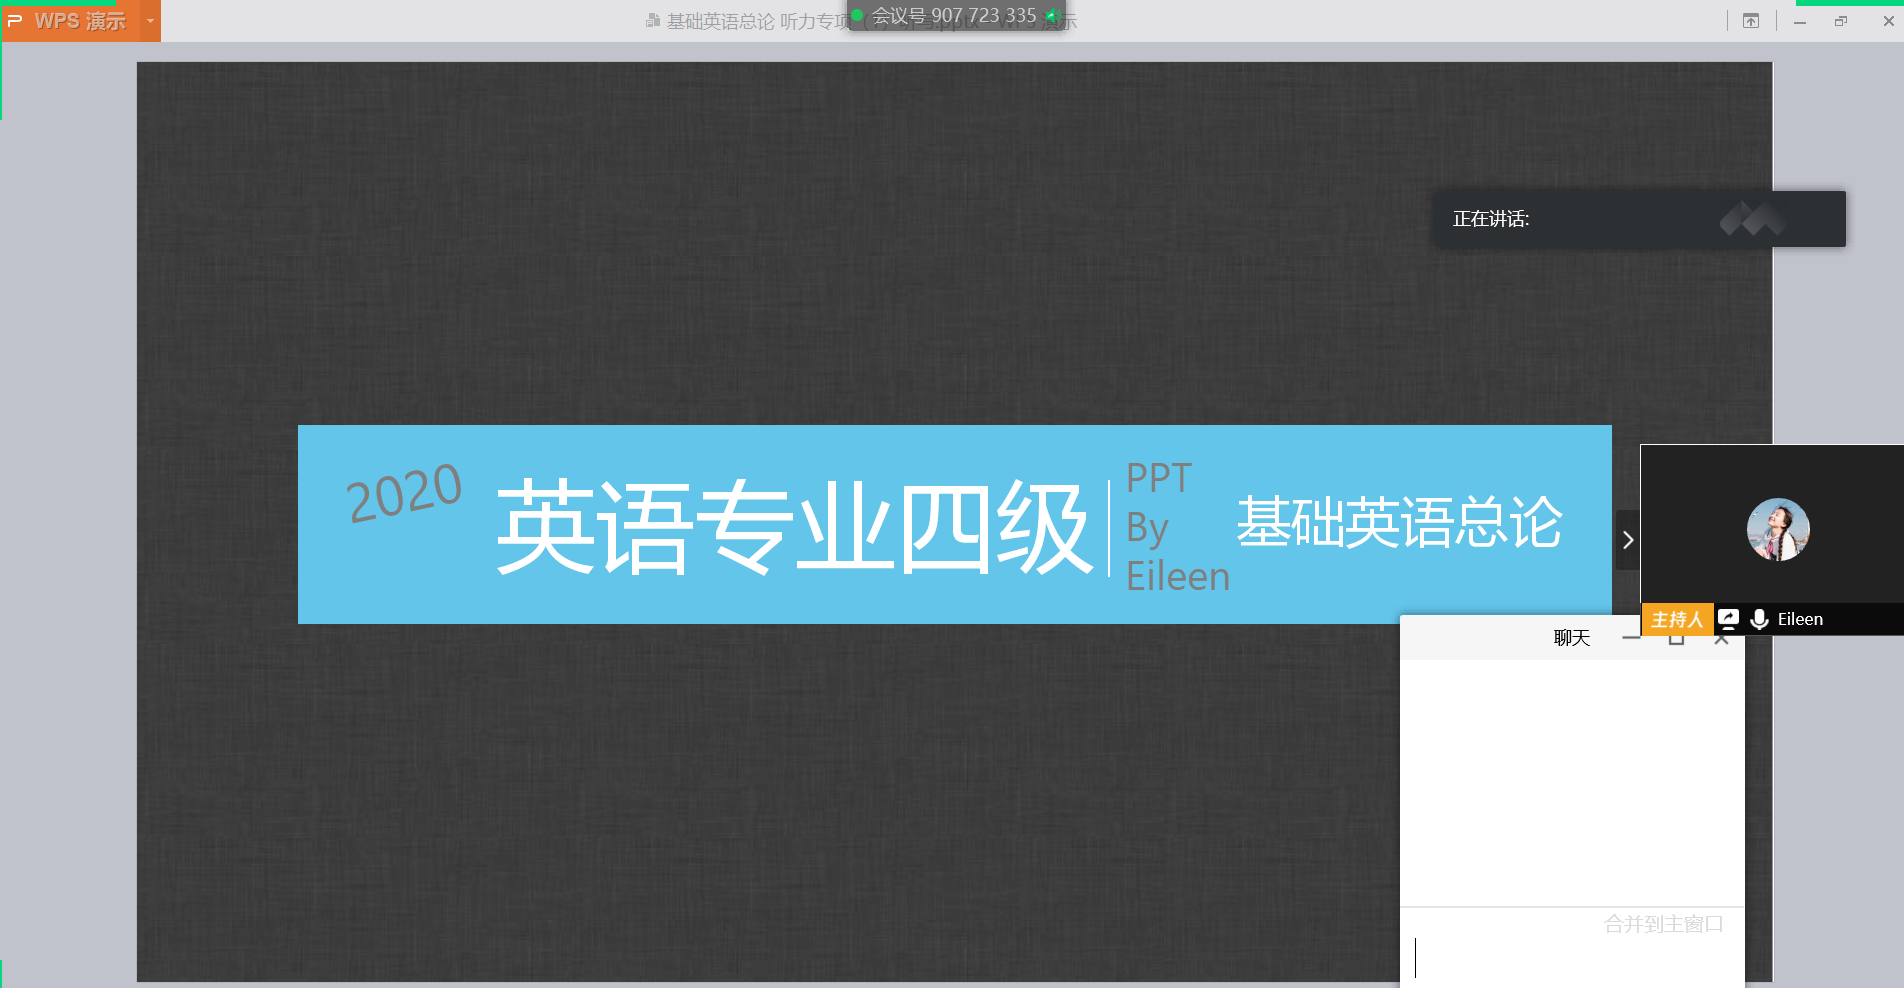 WPS 演示
基础英语总论 听力专项
会议号 907 723 335
正在讲话:
2020
英语专业四级
PPT
By
Eileen
基础英语总论
主持人
Eileen
聊天
合并到主窗口